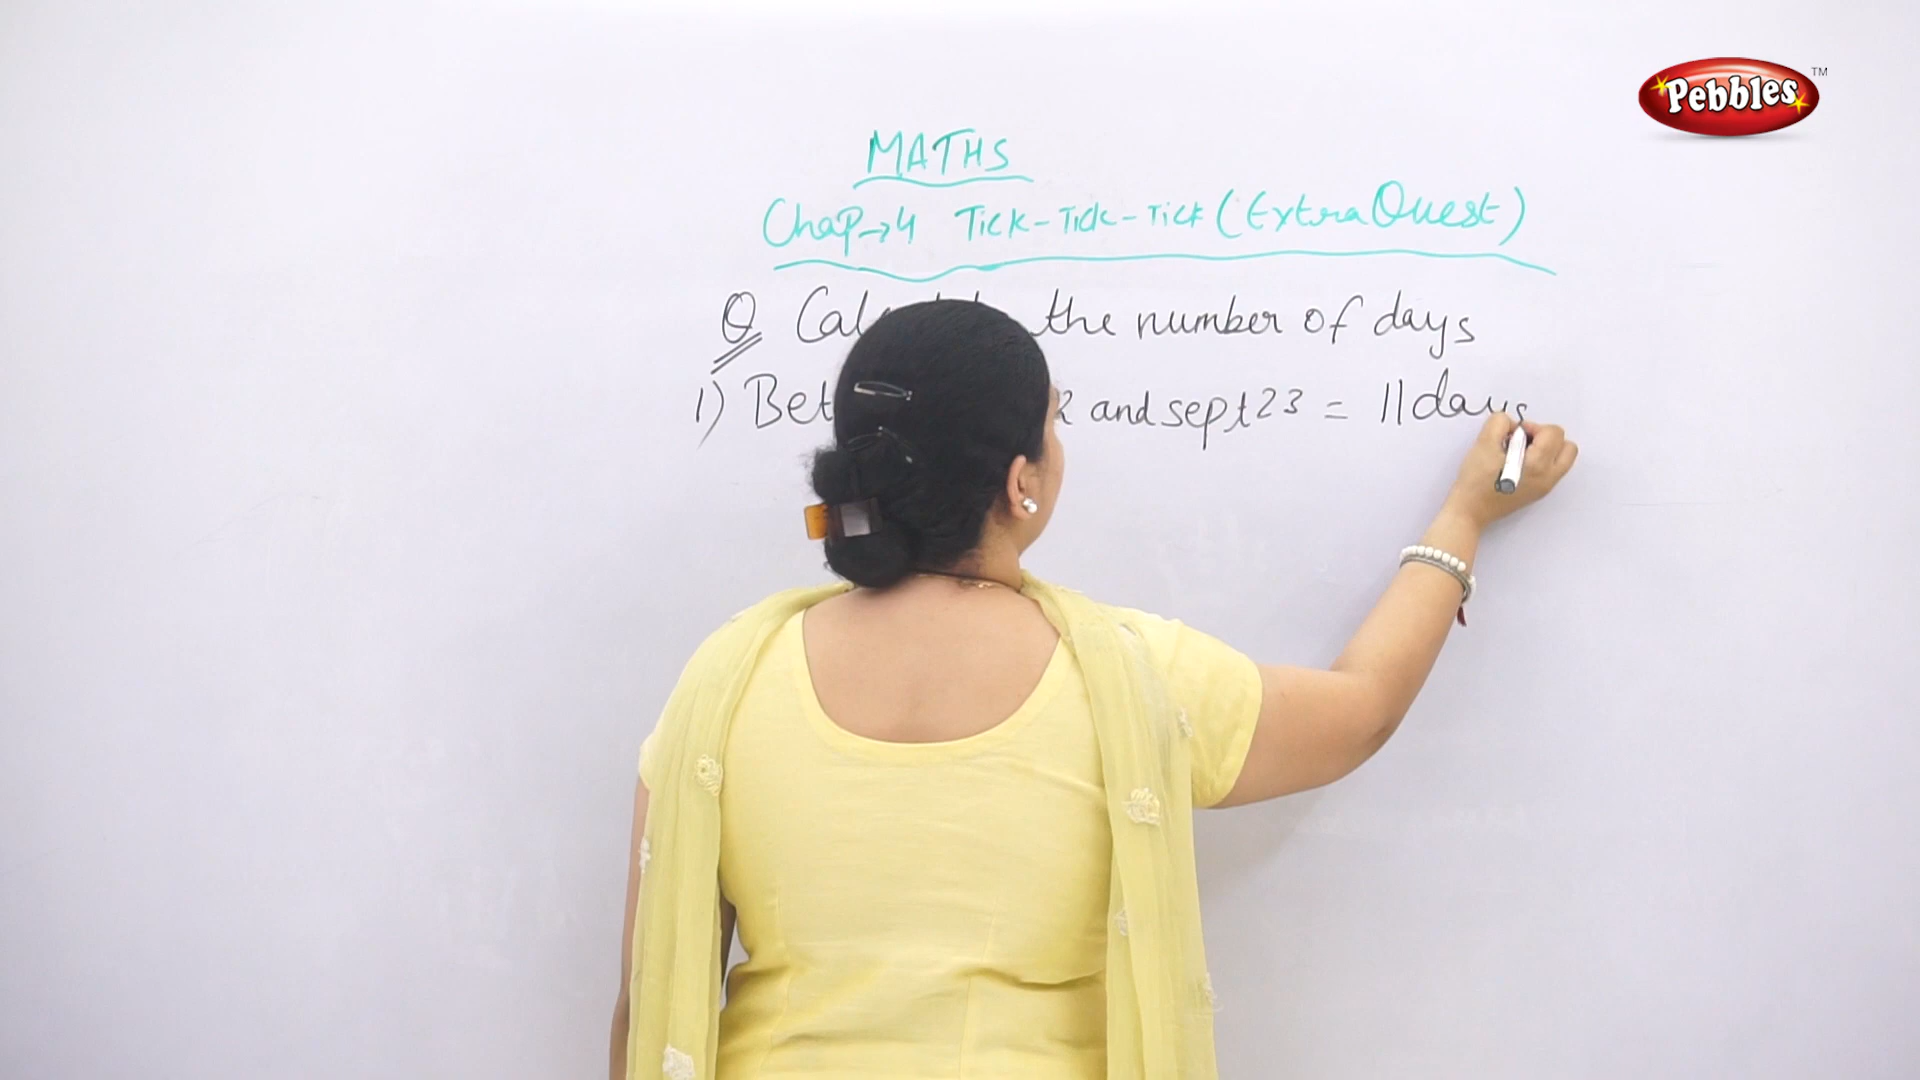 Pebbles TM
MATHS
Chap→4 Tick-Tick-Tick (Extra Quest)
Q the number of days
1) and sept 23 = 11 days